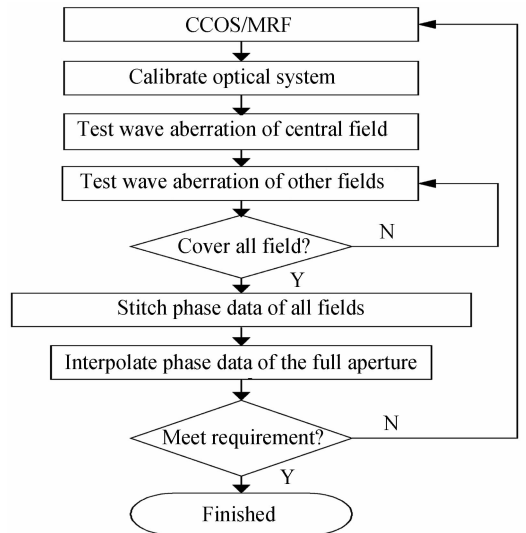 CCOS/MRF
Calibrate optical system
Test wave aberration of central field
Test wave aberration of other fields
Cover all field?
N
Y
Stitch phase data of all fields
Interpolate phase data of the full aperture
Meet requirement?
N
Y
Finished